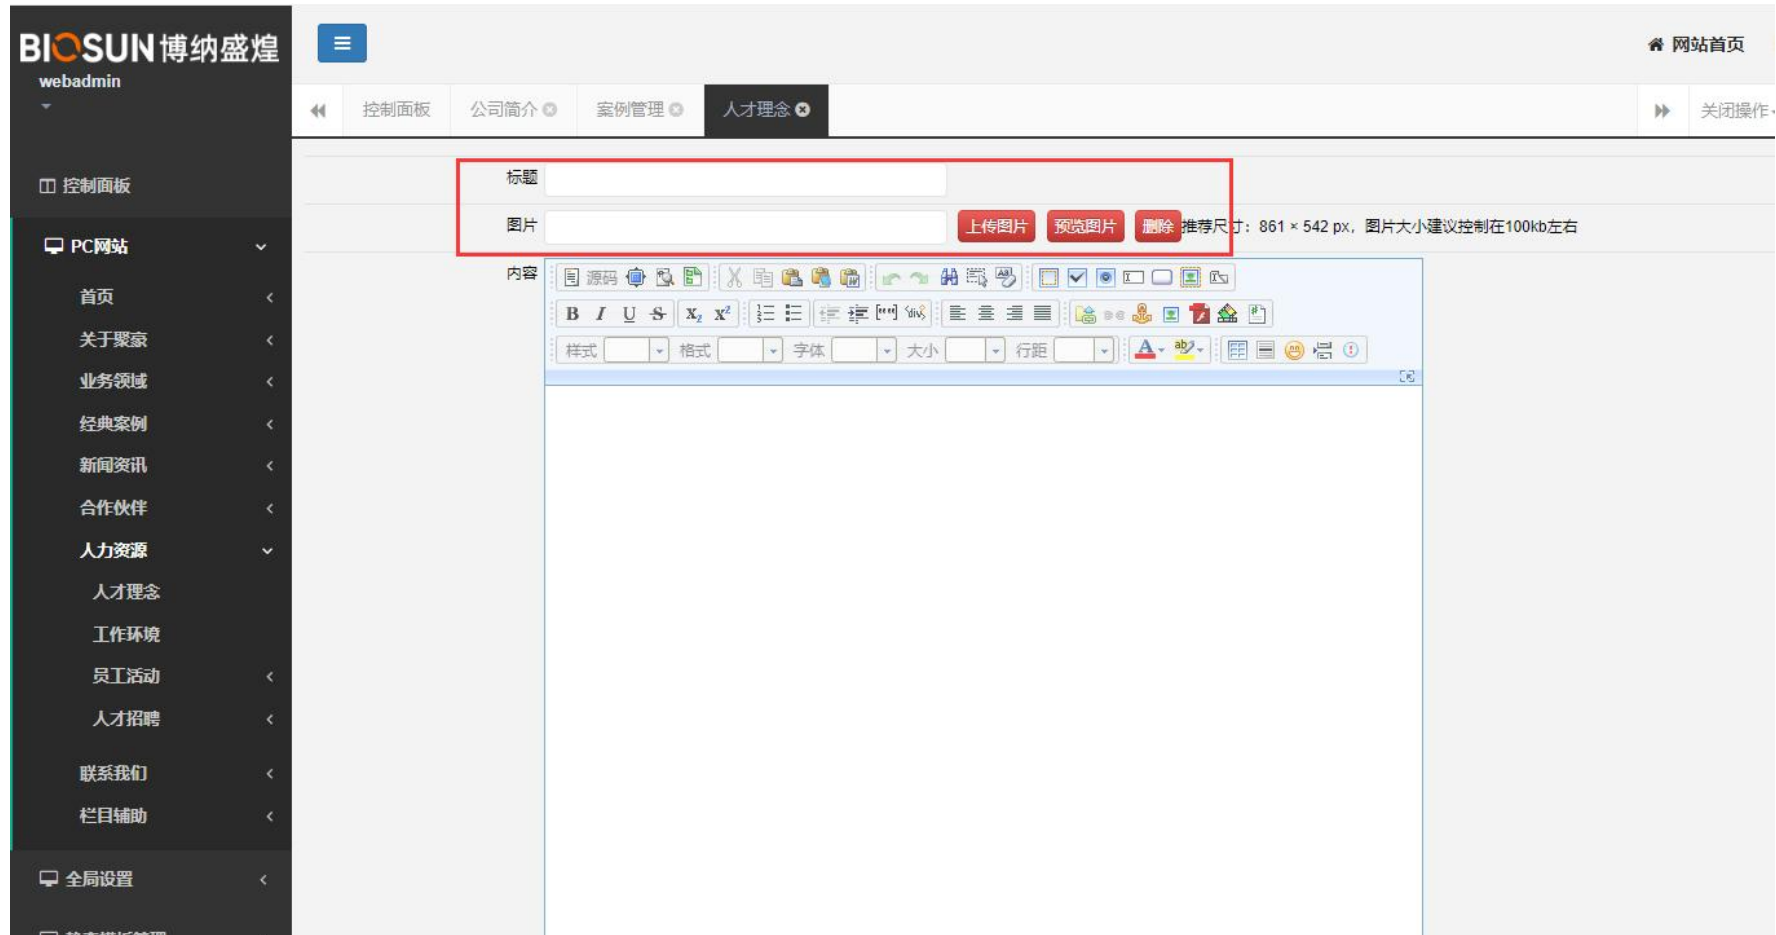 BIOSUN博纳盛煌
webadmin
网站首页
控制面板
公司简介
案例管理
人才理念
关闭操作
控制面板
PC网站
首页
关于聚焱
业务领域
经典案例
新闻资讯
合作伙伴
人力资源
人才理念
工作环境
员工活动
人才招聘
联系我们
栏目辅助
全局设置
标题
图片
上传图片
预览图片
删除
推荐尺寸：861 × 542 px，图片大小建议控制在100kb左右
内容
源码
B I U S X₂ x²
样式
格式
字体
大小
行距